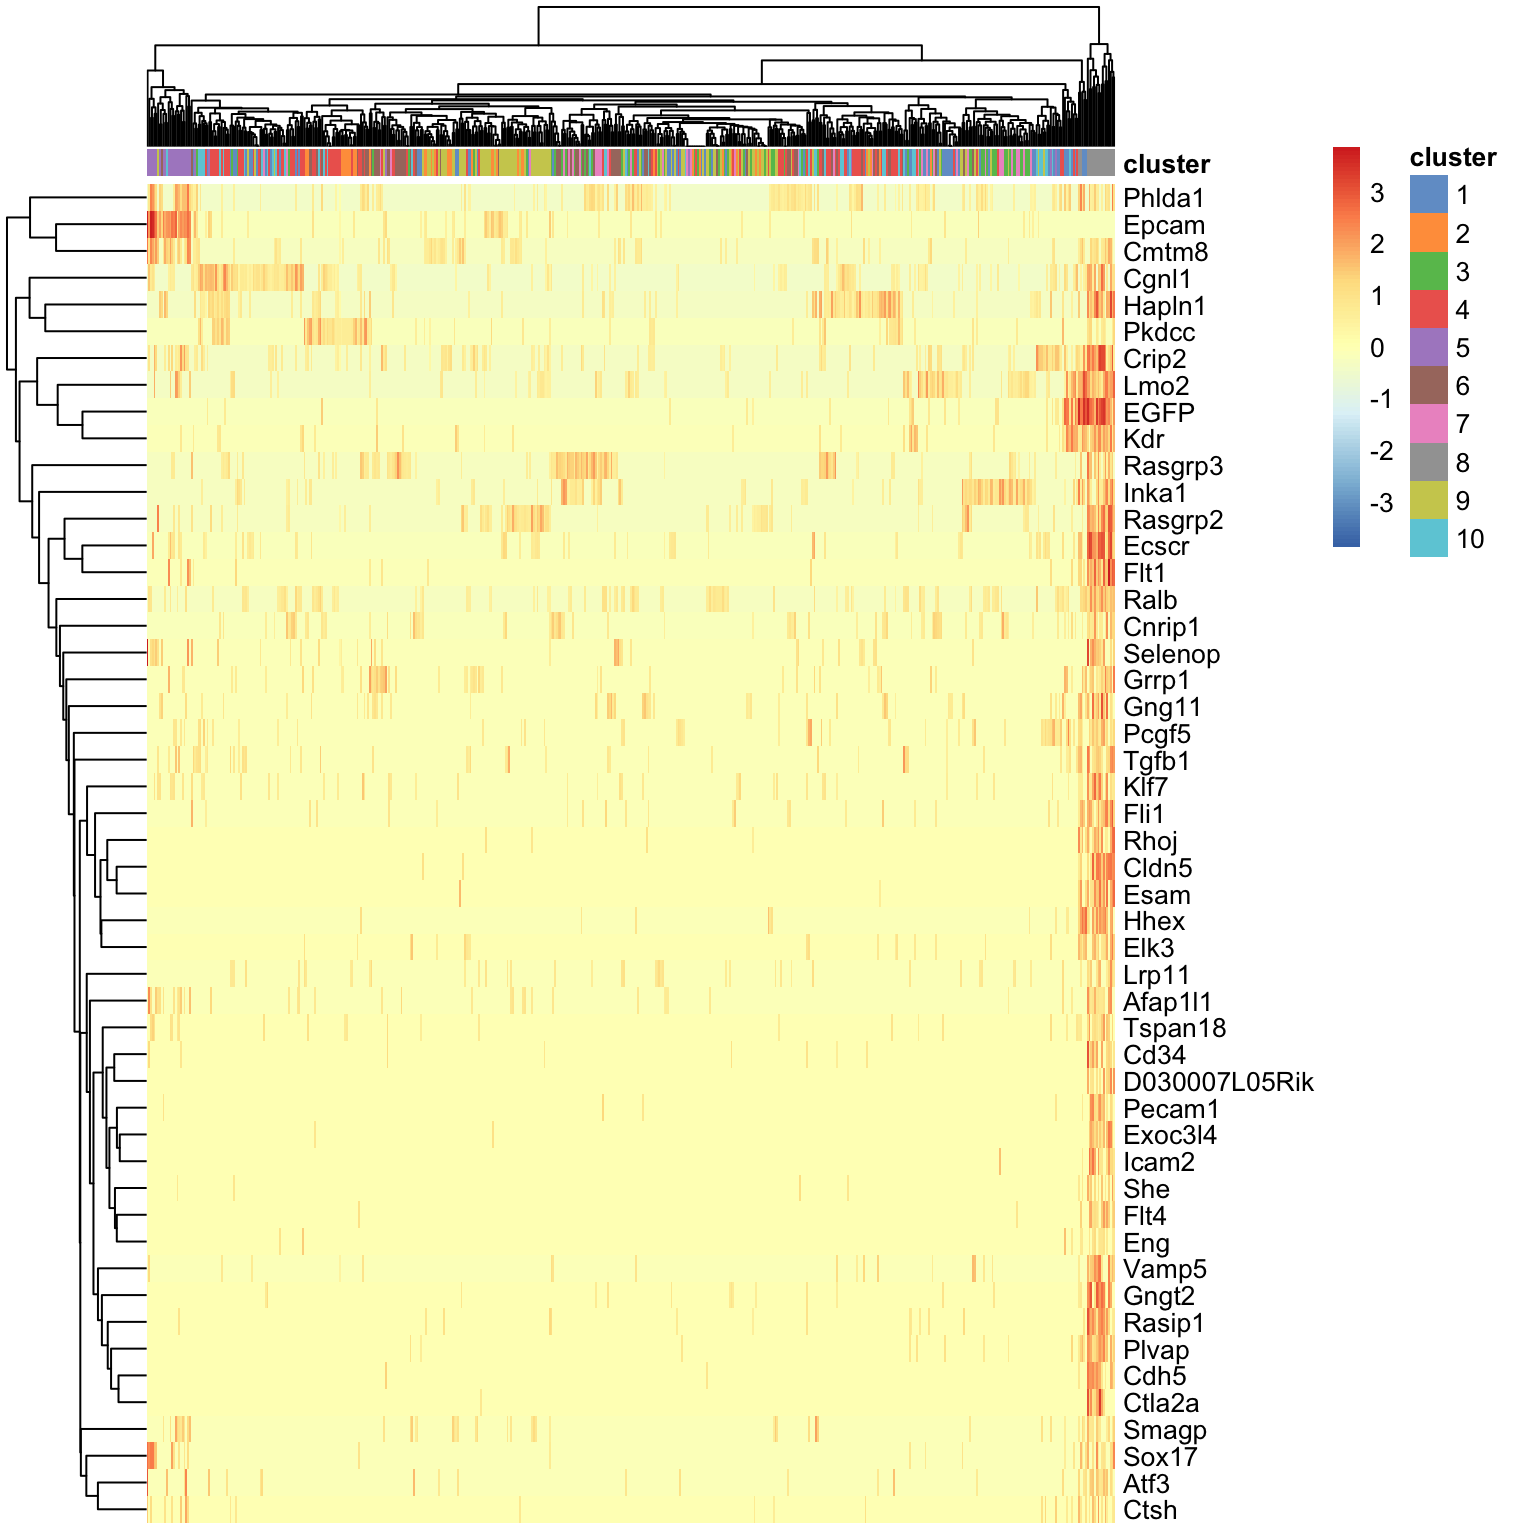 cluster
Phlda1
Epcam
Cmtm8
Cgnl1
Hapln1
Pkdcc
Crip2
Lmo2
EGFP
Kdr
Rasgrp3
Inka1
Rasgrp2
Ecscr
Flt1
Ralb
Cnrip1
Selenop
Grrp1
Gng11
Pcgf5
Tgfb1
Klf7
Fli1
Rhoj
Cldn5
Esam
Hhex
Elk3
Lrp11
Afap1l1
Tspan18
Cd34
D030007L05Rik
Pecam1
Exoc3l4
Icam2
She
Flt4
Eng
Vamp5
Gngt2
Rasip1
Plvap
Cdh5
Ctla2a
Smagp
Sox17
Atf3
Ctsh
3
2
1
0
-1
-2
-3
cluster
1
2
3
4
5
6
7
8
9
10